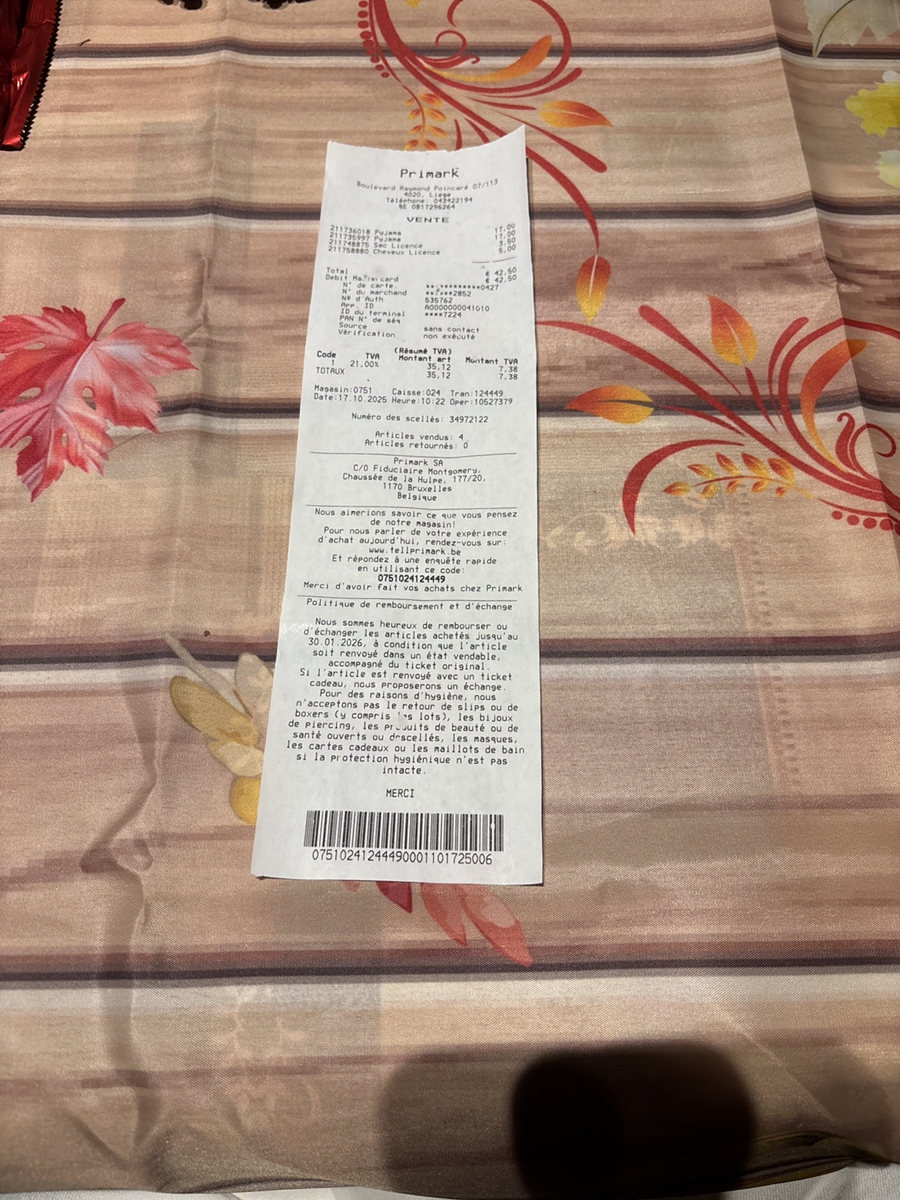 Primark
Boulevard Raymond Poincaré 07/113
4020, Liege
Téléphone: 043422194
BE 0817296264
VENTE
211736018 Pyjama 17,00
211735997 Pyjama 17,00
211748875 Sac Licence 3,50
211758880 Cheveux Licence 5,00
Total € 42,50
Debit Mastercard € 42,50
N° de carte. ************0427
N° du marchand ******2852
Nº d'Auth 535762
App. ID A0000000041010
ID du terminal ****7224
PAN N° de séq
Source sans contact
Vérification non exécuté
(Résumé TVA)
Code TVA Montant art Montant TVA
1 21,00% 35,12 7,38
TOTAUX 35,12 7,38
Magasin:0751 Caisse:024 Tran:124449
Date:17.10.2025 Heure:10:22 Oper:10527379
Numéro des scellés: 34972122
Articles vendus: 4
Articles retournés: 0
Primark SA
C/O Fiduciaire Montgomery,
Chaussée de la Hulpe, 177/20,
1170 Bruxelles
Belgique
Nous aimerions savoir ce que vous pensez
de notre magasin!
Pour nous parler de votre expérience
d'achat aujourd'hui, rendez-vous sur:
www.tellprimark.be
Et répondez à une enquête rapide
en utilisant ce code:
0751024124449
Merci d'avoir fait vos achats chez Primark
Politique de remboursement et d'échange
Nous sommes heureux de rembourser ou
d'échanger les articles achetés jusqu'au
30.01.2026, à condition que l'article
soit renvoyé dans un état vendable,
accompagné du ticket original.
Si l'article est renvoyé avec un ticket
cadeau, nous proposerons un échange.
Pour des raisons d'hygiène, nous
n'acceptons pas le retour de slips ou de
boxers (y compris les lots), les bijoux
de piercing, les produits de beauté ou de
santé ouverts ou descellés, les masques,
les cartes cadeaux ou les maillots de bain
si la protection hygiénique n'est pas
intacte.
MERCI
0751024124490001101725006